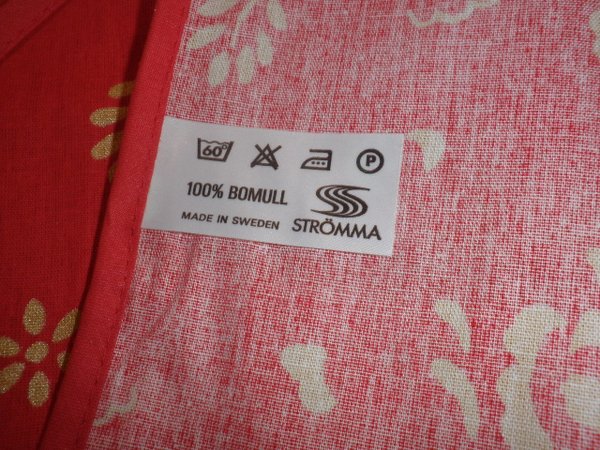 60°
P
100% BOMULL
MADE IN SWEDEN
STRÖMMA